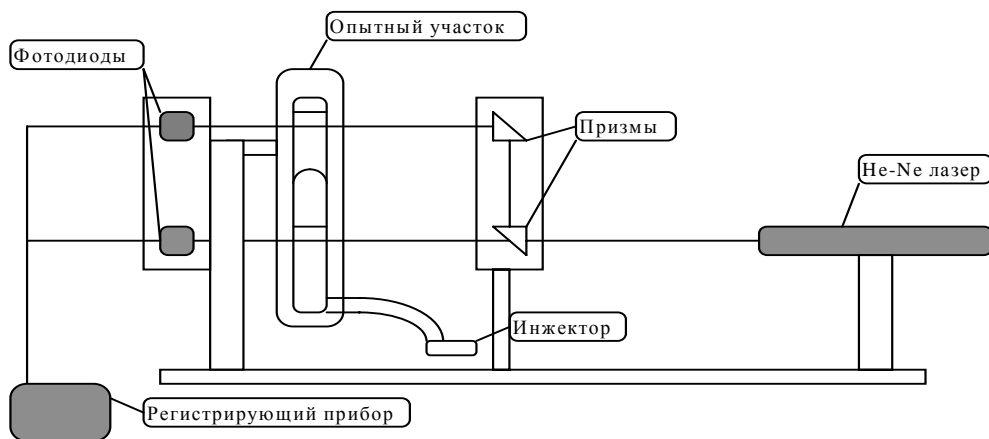 Опытный участок
Фотодиоды
Призмы
He-Ne лазер
Инжектор
Регистрирующий прибор